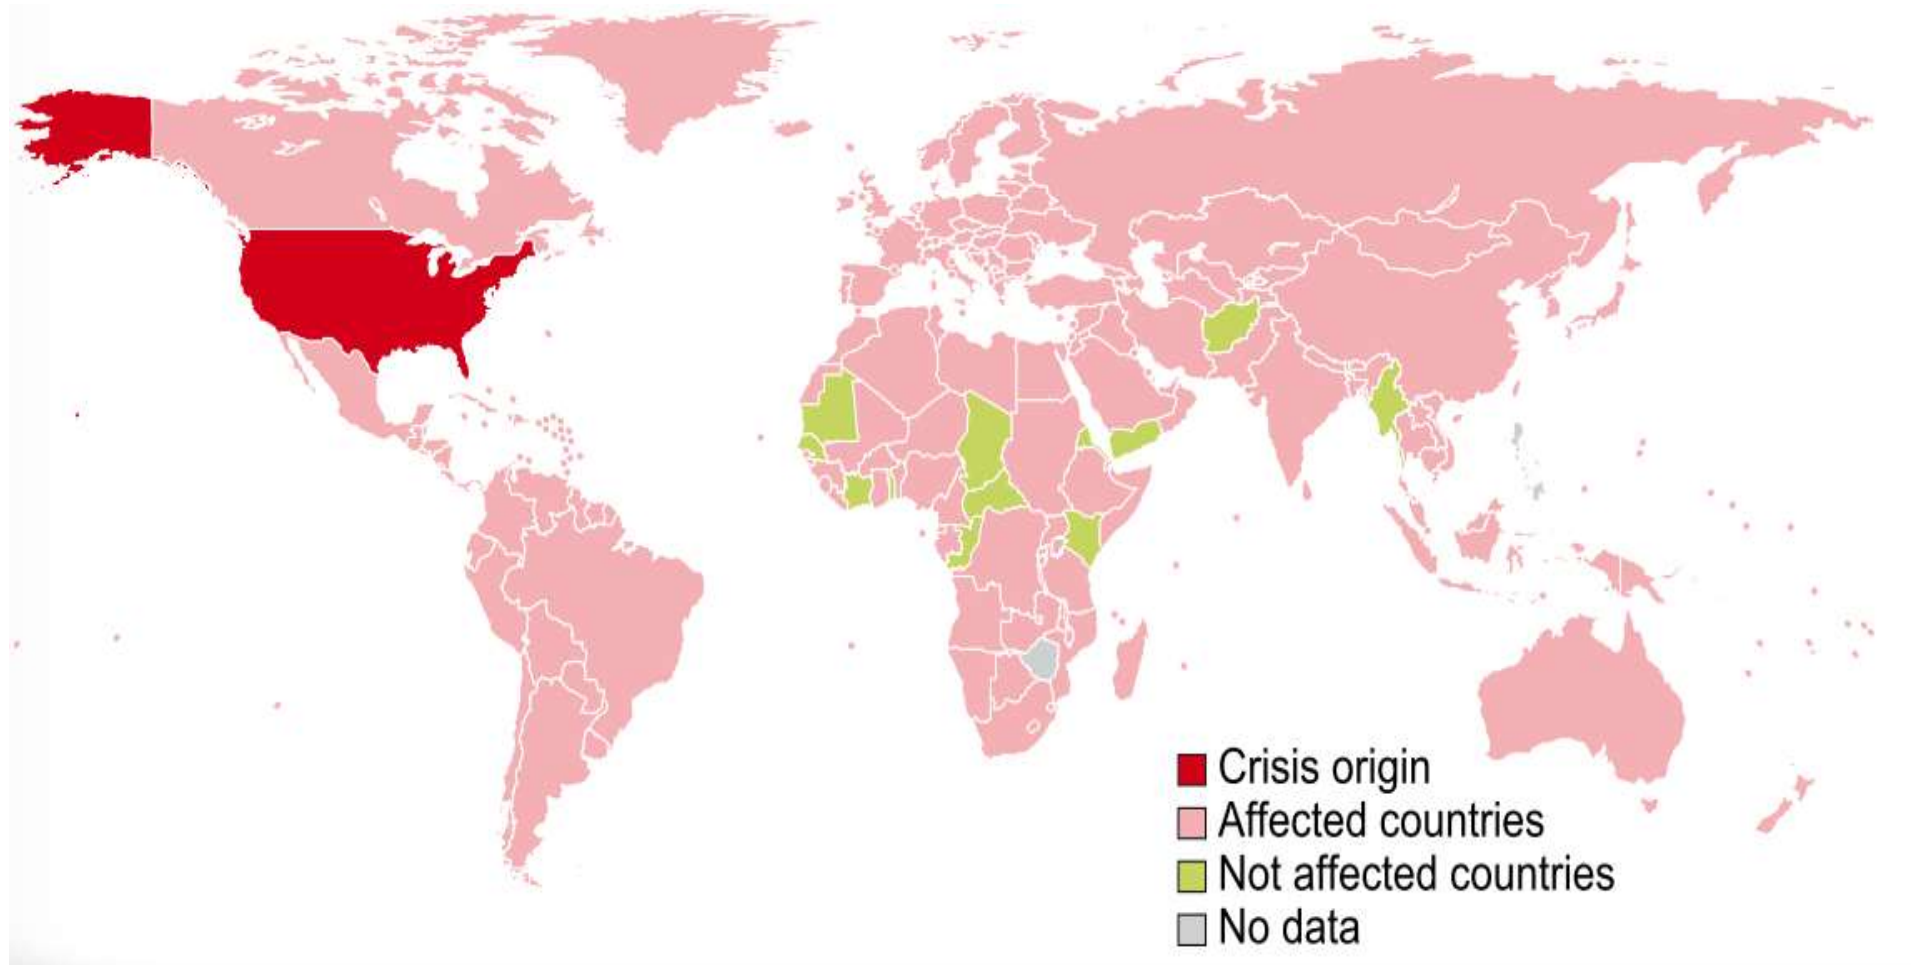 Crisis origin
Affected countries
Not affected countries
No data